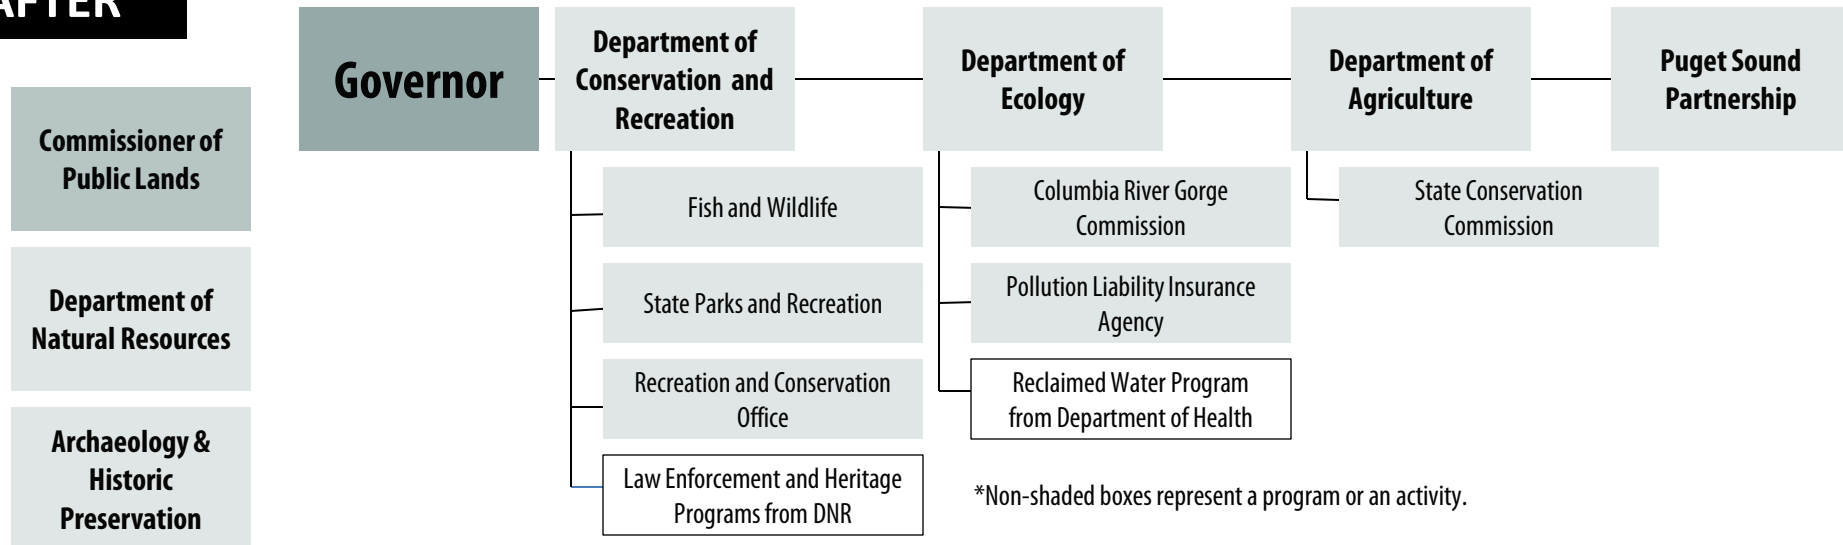 AFTER
Governor
Department of
Conservation and
Recreation
Department of
Ecology
Department of
Agriculture
Puget Sound
Partnership
Commissioner of
Public Lands
Department of
Natural Resources
Archaeology &
Historic
Preservation
Fish and Wildlife
State Parks and Recreation
Recreation and Conservation
Office
Law Enforcement and Heritage
Programs from DNR
Columbia River Gorge
Commission
Pollution Liability Insurance
Agency
Reclaimed Water Program
from Department of Health
State Conservation
Commission
*Non-shaded boxes represent a program or an activity.